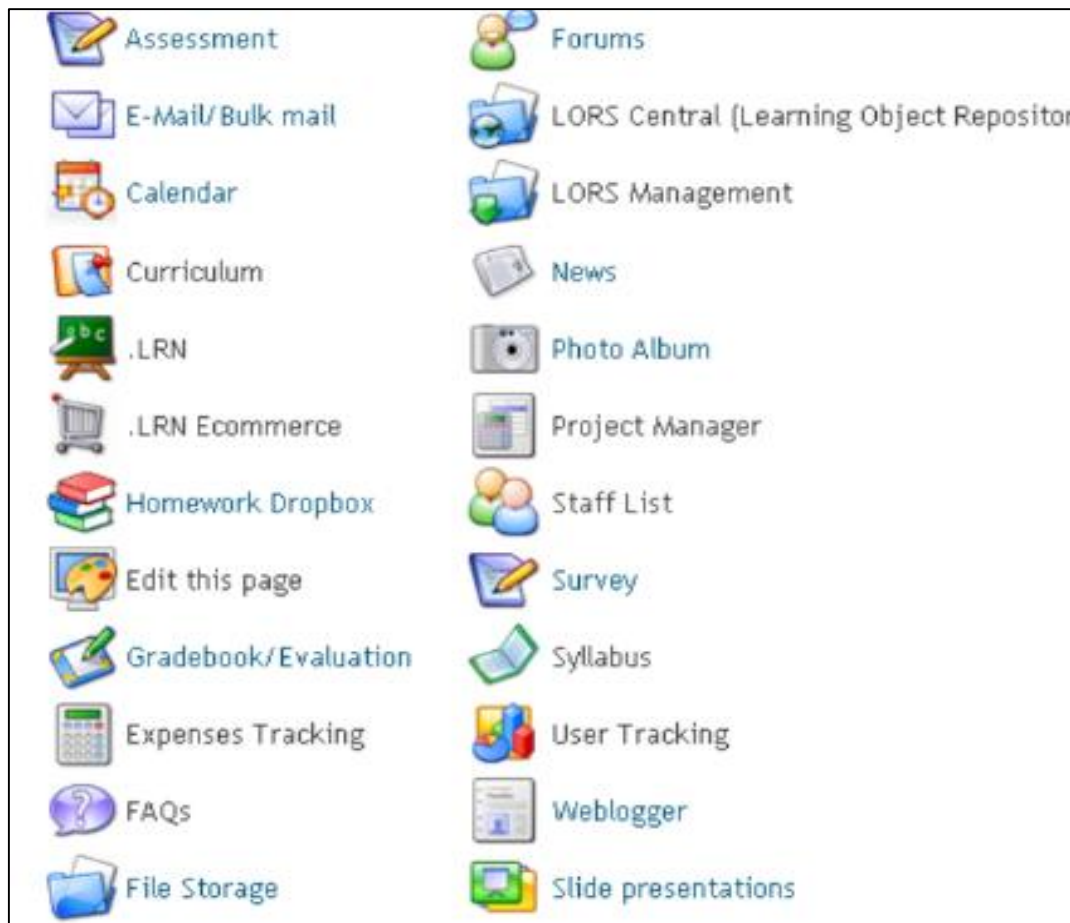 Assessment
E-Mail/Bulk mail
Calendar
Curriculum
abc
.LRN
.LRN Ecommerce
Homework Dropbox
Edit this page
Gradebook/Evaluation
Expenses Tracking
?
FAQs
File Storage
Forums
LORS Central (Learning Object Repositor
LORS Management
News
Photo Album
Project Manager
Staff List
Survey
Syllabus
User Tracking
Weblogger
Slide presentations